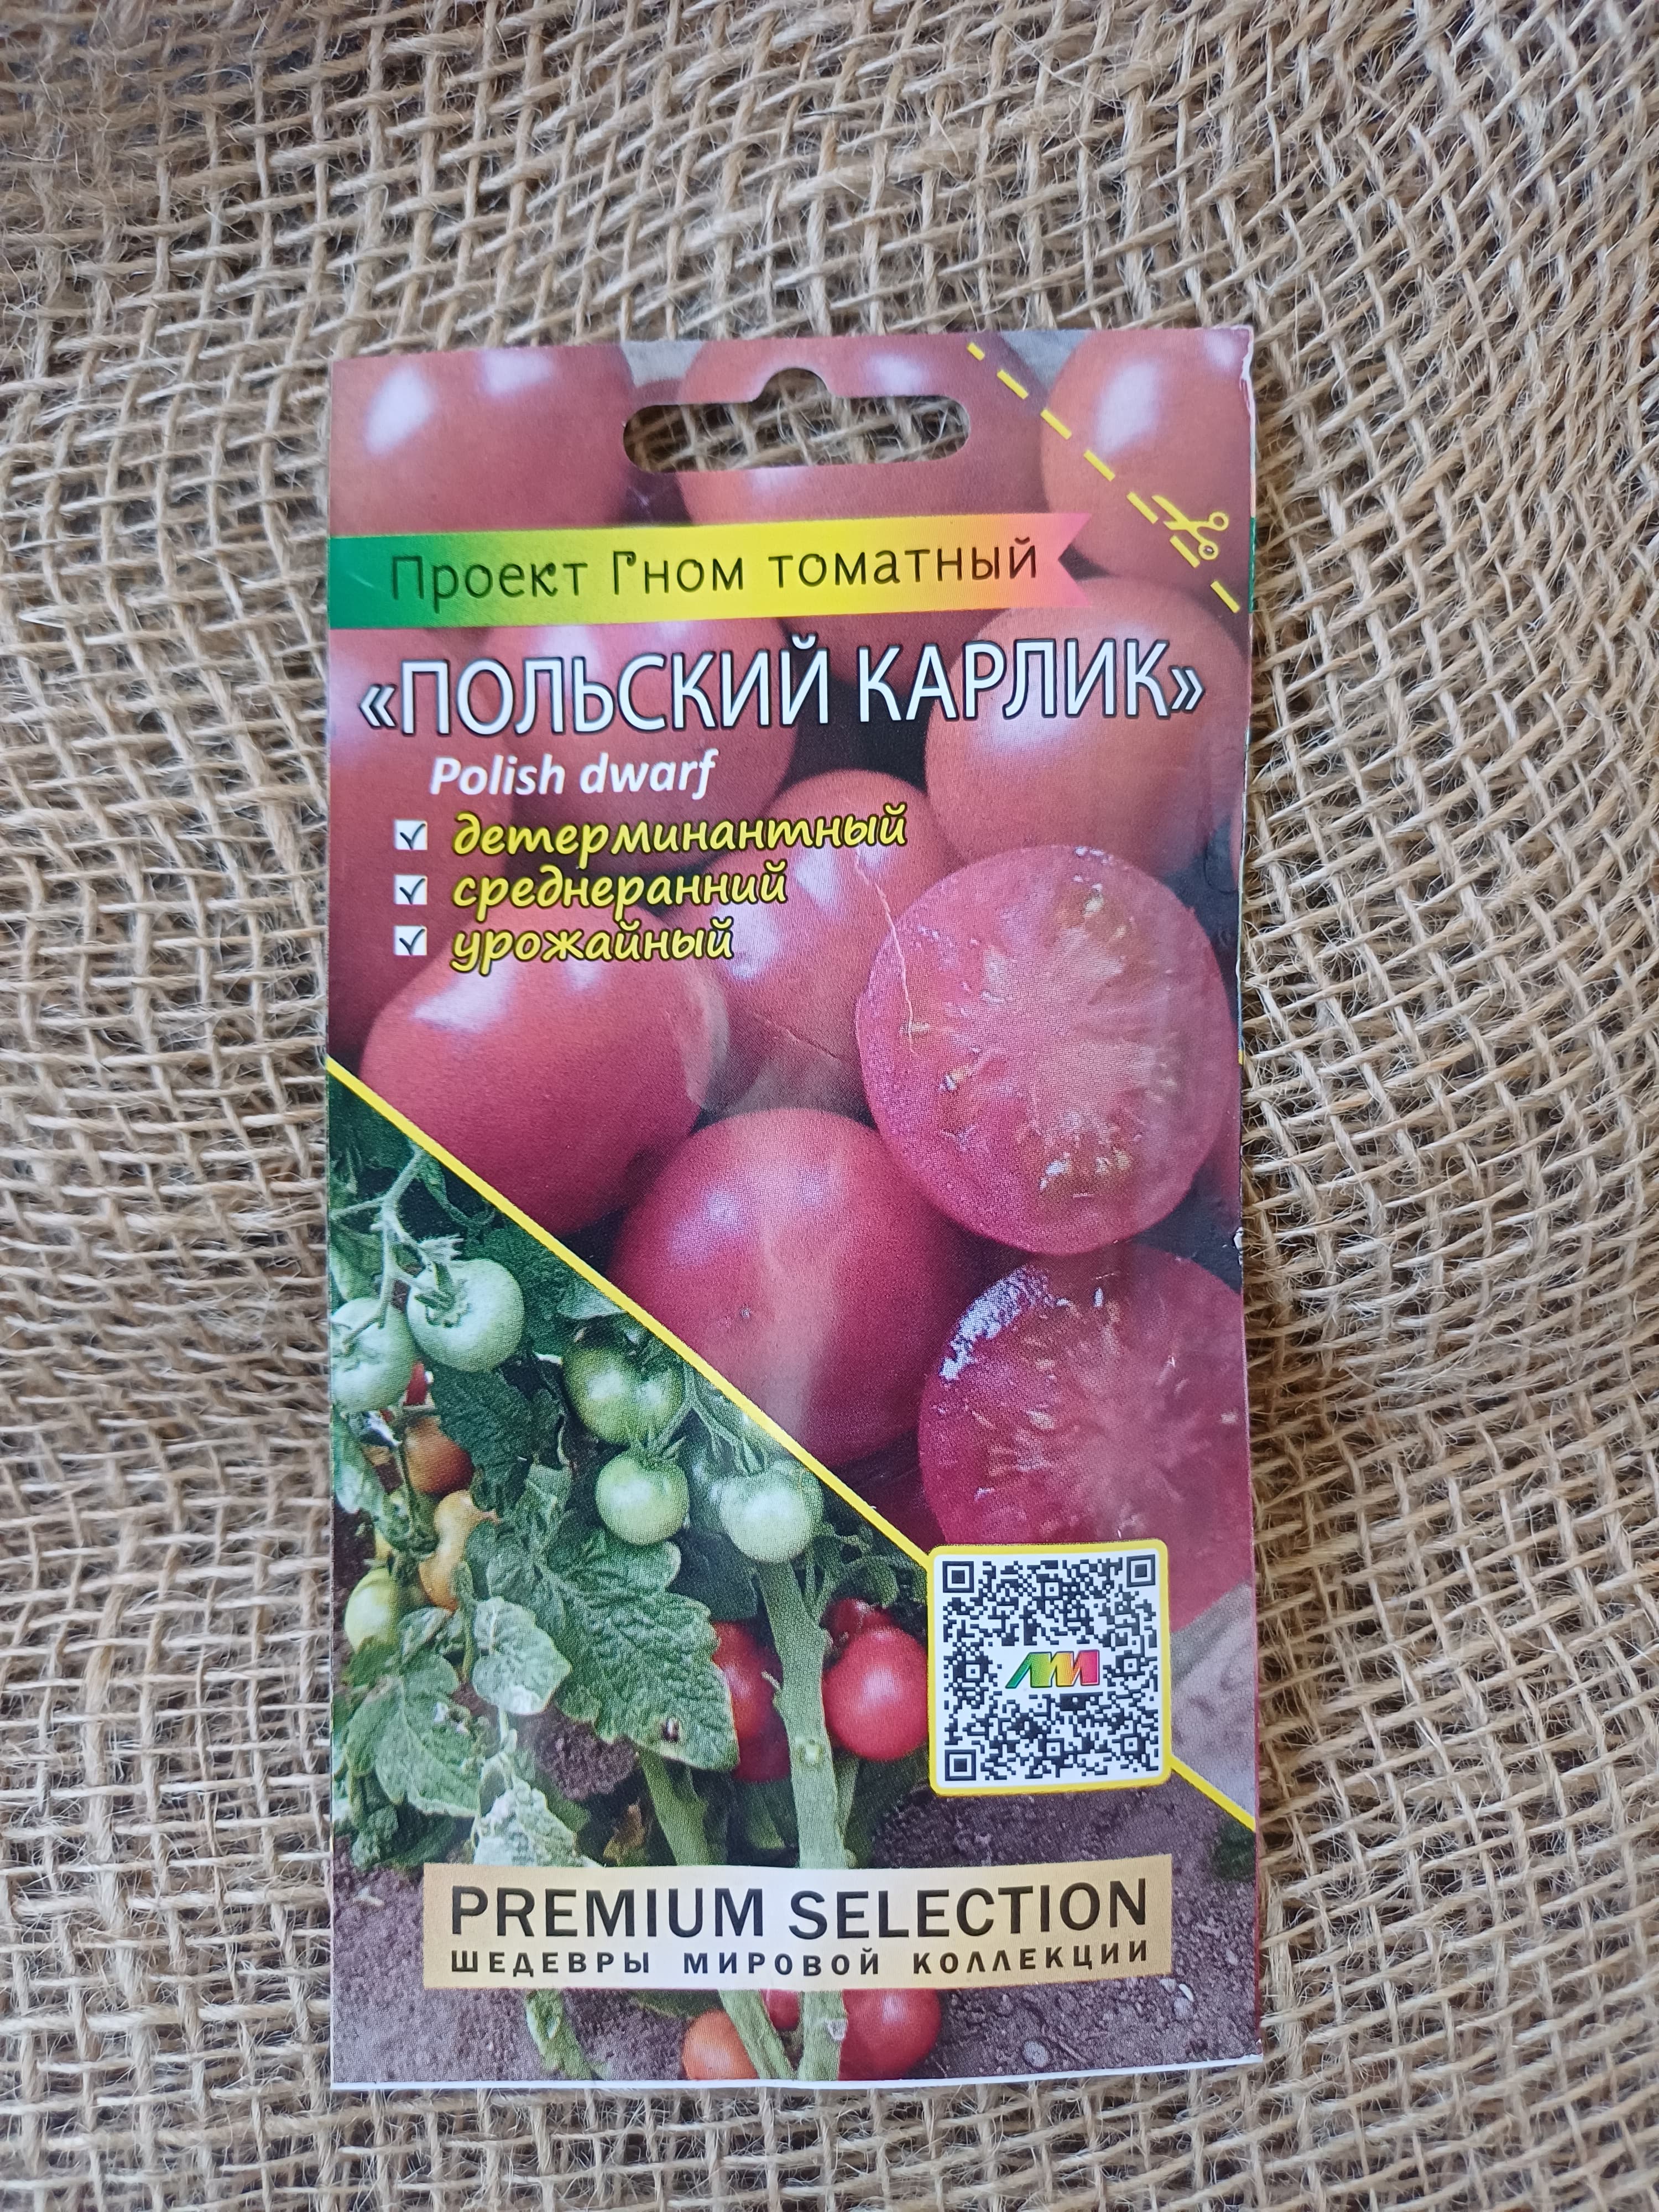 Проект Гном томатный
«ПОЛЬСКИЙ КАРЛИК»
Polish dwarf
детерминантный
среднеранний
урожайный
PREMIUM SELECTION
ШЕДЕВРЫ МИРОВОЙ КОЛЛЕКЦИИ